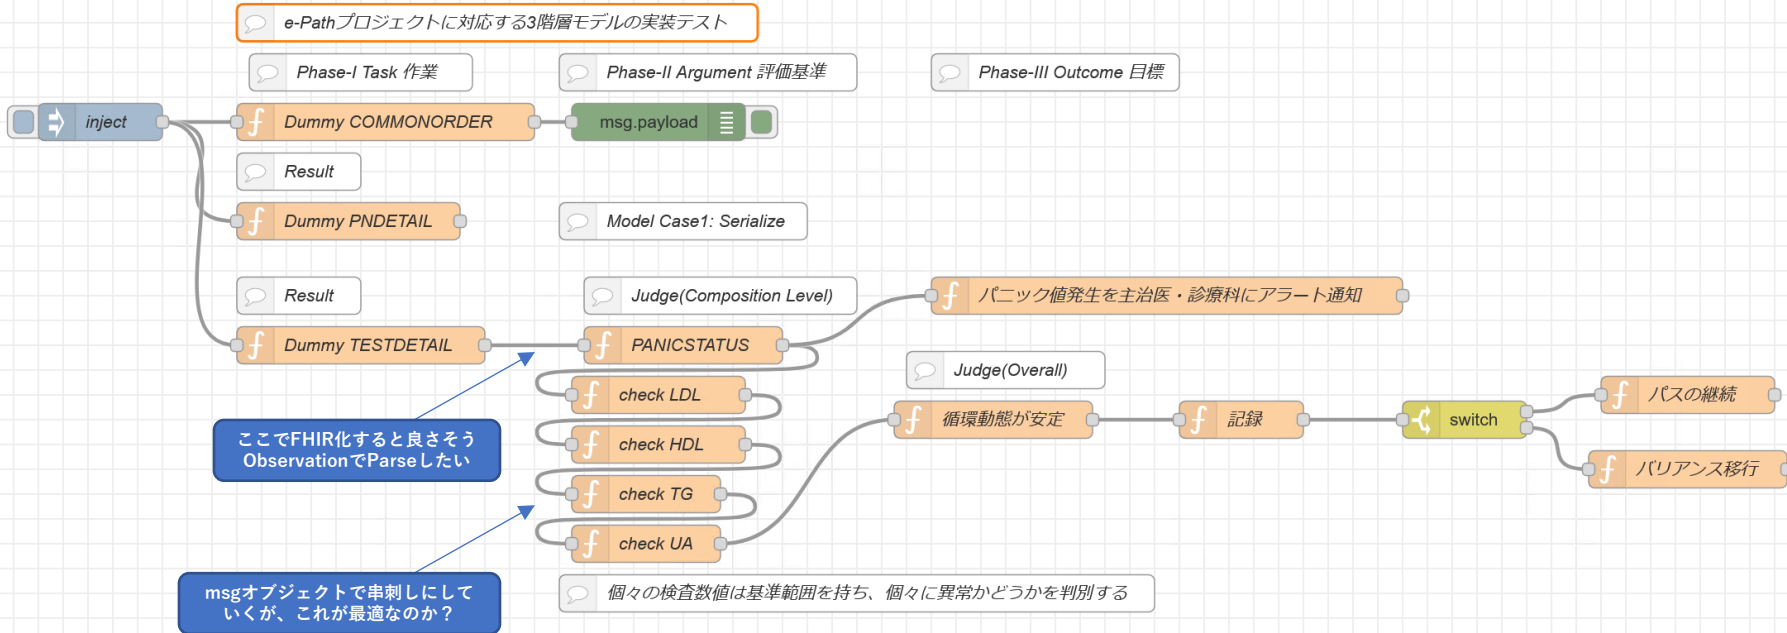 e-Pathプロジェクトに対応する3階層モデルの実装テスト
Phase-I Task 作業
Phase-II Argument 評価基準
Phase-III Outcome 目標
inject
Dummy COMMONORDER
msg.payload
Result
Dummy PNDETAIL
Model Case1: Serialize
Result
Judge(Composition Level)
パニック値発生を主治医・診療科にアラート通知
Dummy TESTDETAIL
PANICSTATUS
Judge(Overall)
check LDL
循環動態が安定
記録
switch
パスの継続
バリアンス移行
ここでFHIR化すると良さそう
ObservationでParseしたい
check HDL
check TG
check UA
msgオブジェクトで串刺しにして
いくが、これが最適なのか？
個々の検査数値は基準範囲を持ち、個々に異常かどうかを判別する